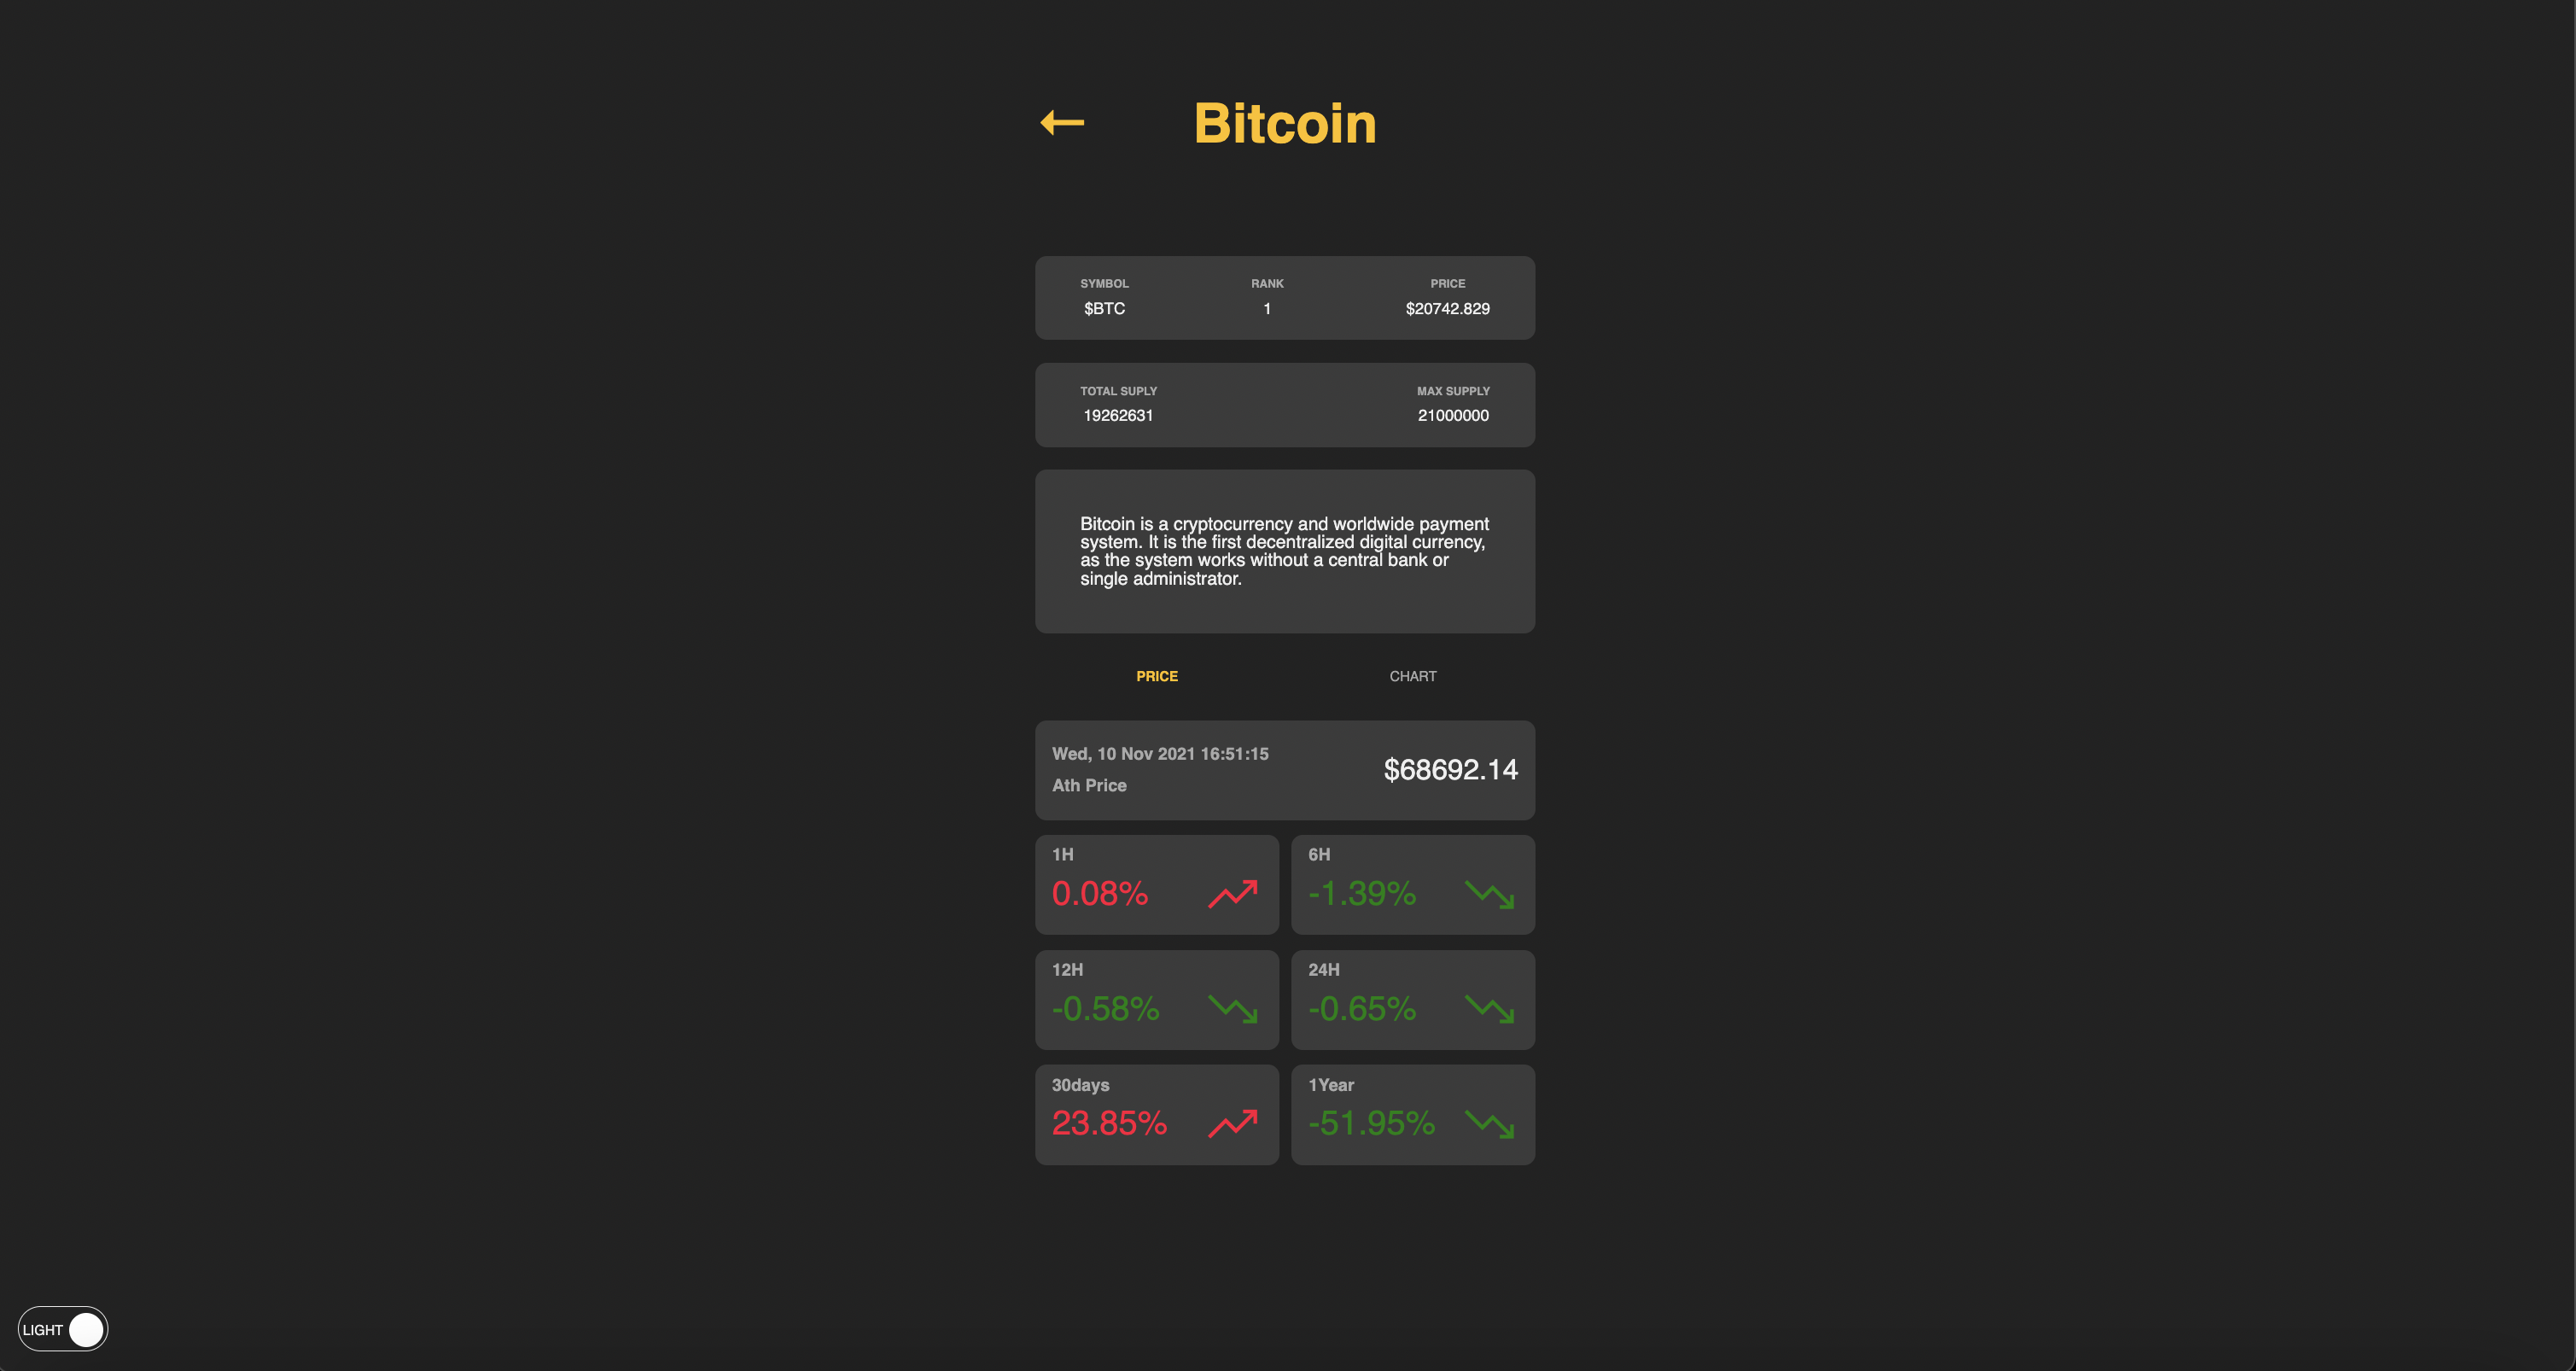 Bitcoin
SYMBOL RANK PRICE
$BTC 1 $20742.829
TOTAL SUPLY MAX SUPPLY
19262631 21000000
Bitcoin is a cryptocurrency and worldwide payment
system. It is the first decentralized digital currency,
as the system works without a central bank or
single administrator.
PRICE CHART
Wed, 10 Nov 2021 16:51:15
Ath Price
$68692.14
1H 6H
0.08% -1.39%
12H 24H
-0.58% -0.65%
30days 1Year
23.85% -51.95%
LIGHT